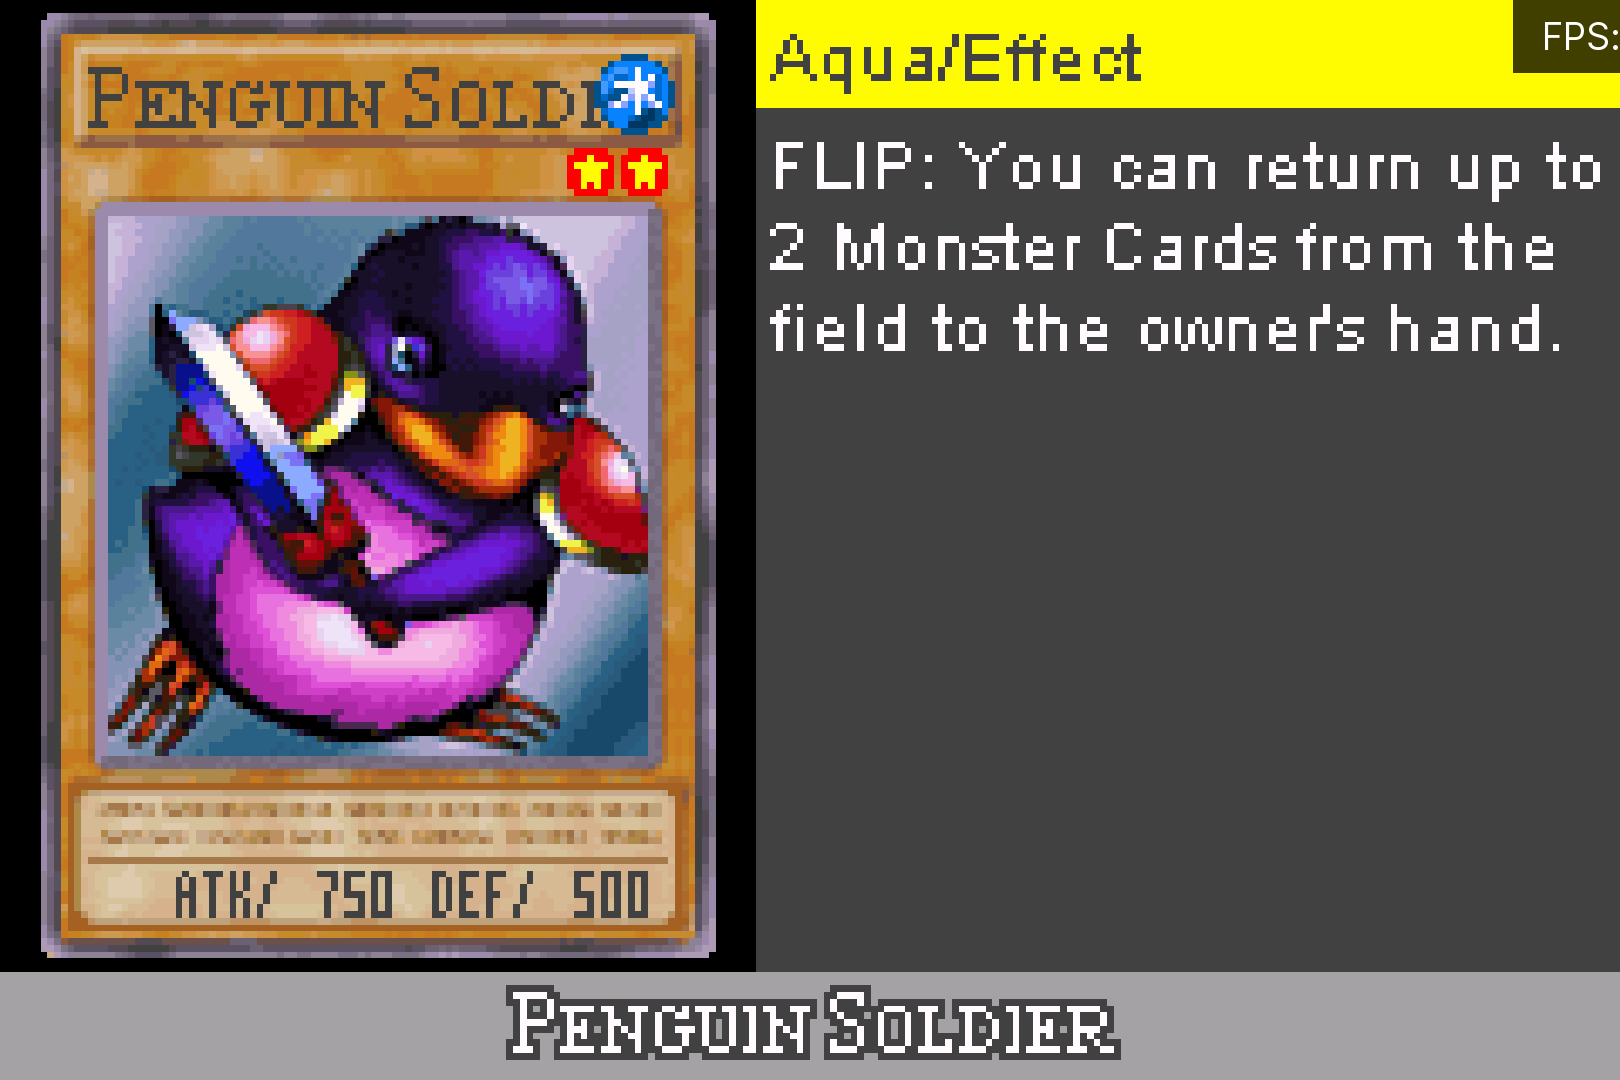 PENGUIN SOLDI
ATK/ 750 DEF/ 500
Aqua/Effect
FPS:
FLIP: You can return up to
2 Monster Cards from the
field to the owner's hand.
PENGUIN SOLDIER